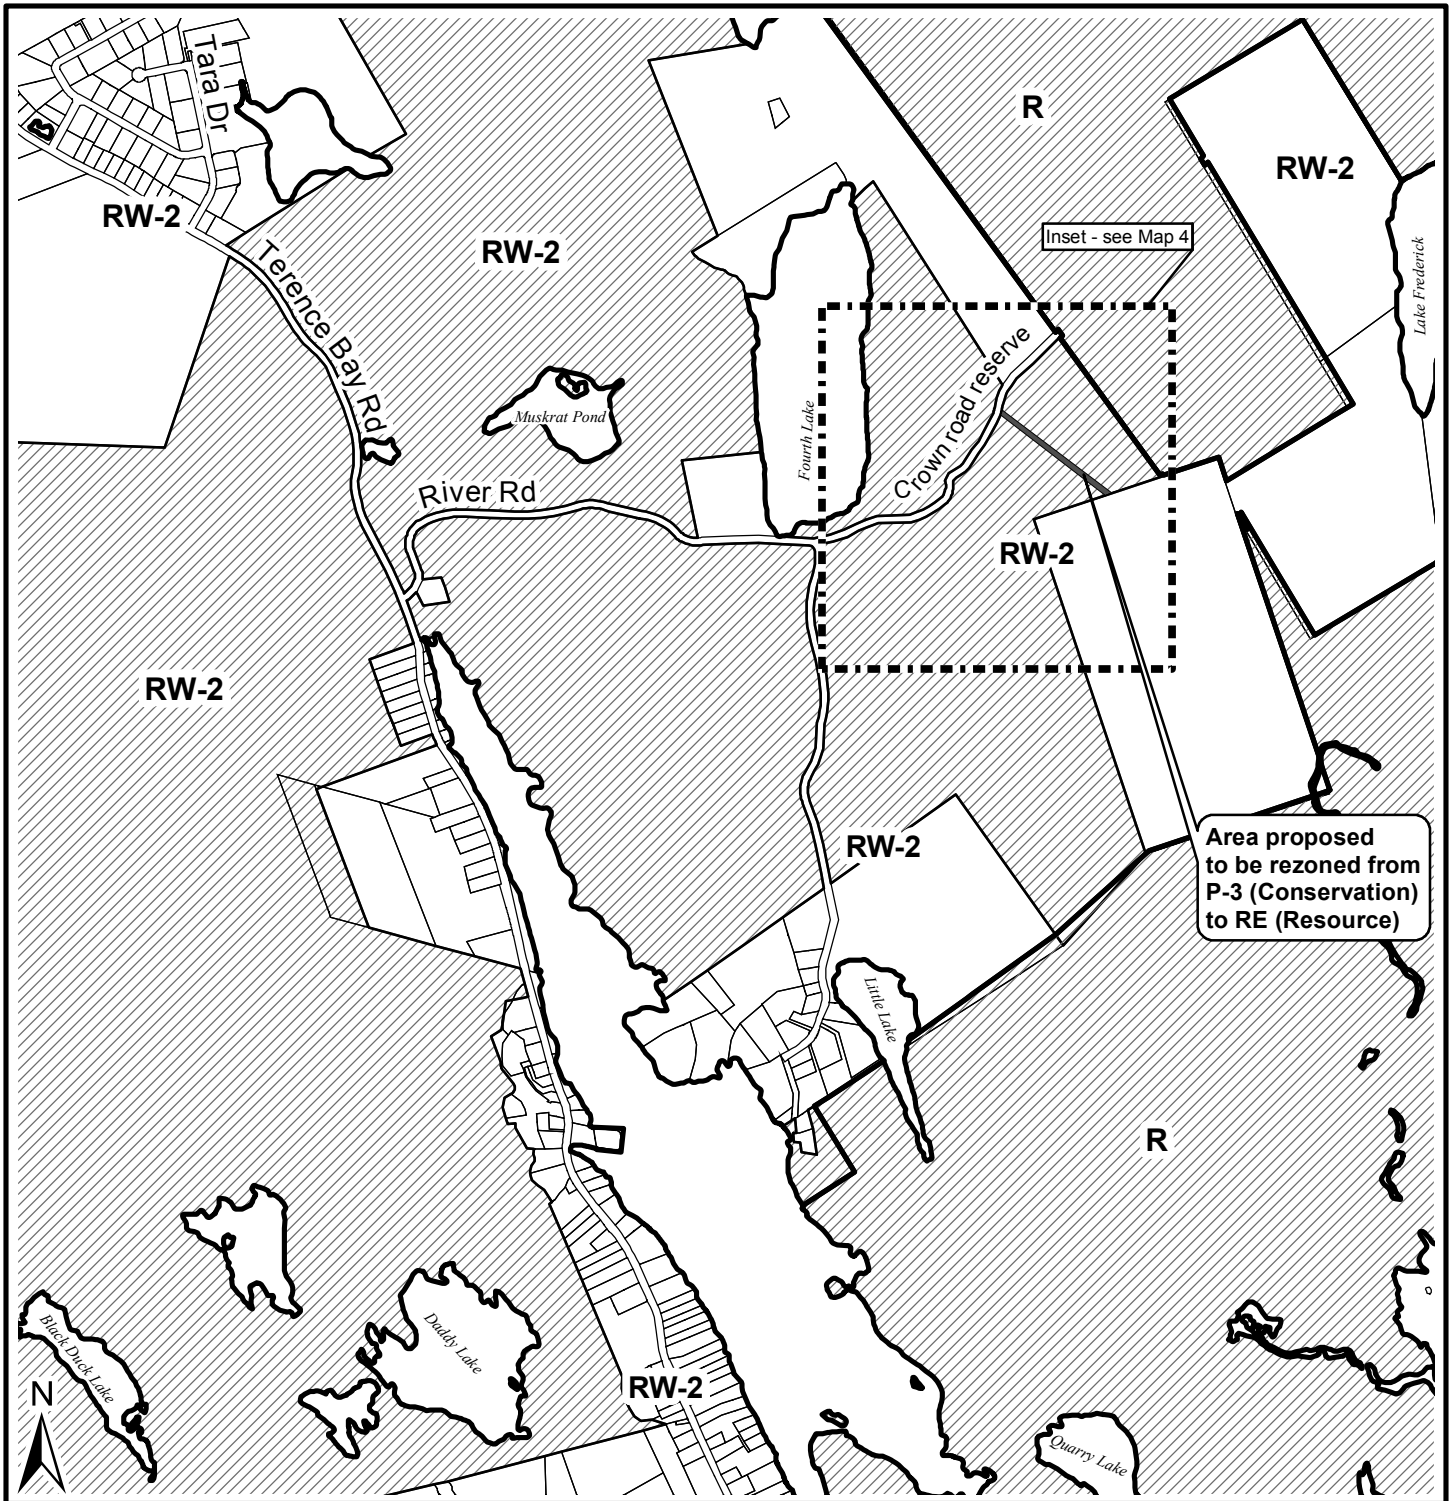 Tara Dr
R
RW-2
RW-2
RW-2
Inset - see Map 4
Terence Bay Rd
Lake Frederick
Crown road reserve
Muskrat Pond
Fourth Lake
River Rd
RW-2
RW-2
RW-2
Area proposed
to be rezoned from
P-3 (Conservation)
to RE (Resource)
Little Lake
R
Black Duck Lake
Daddy Lake
N
RW-2
Quarry Lake